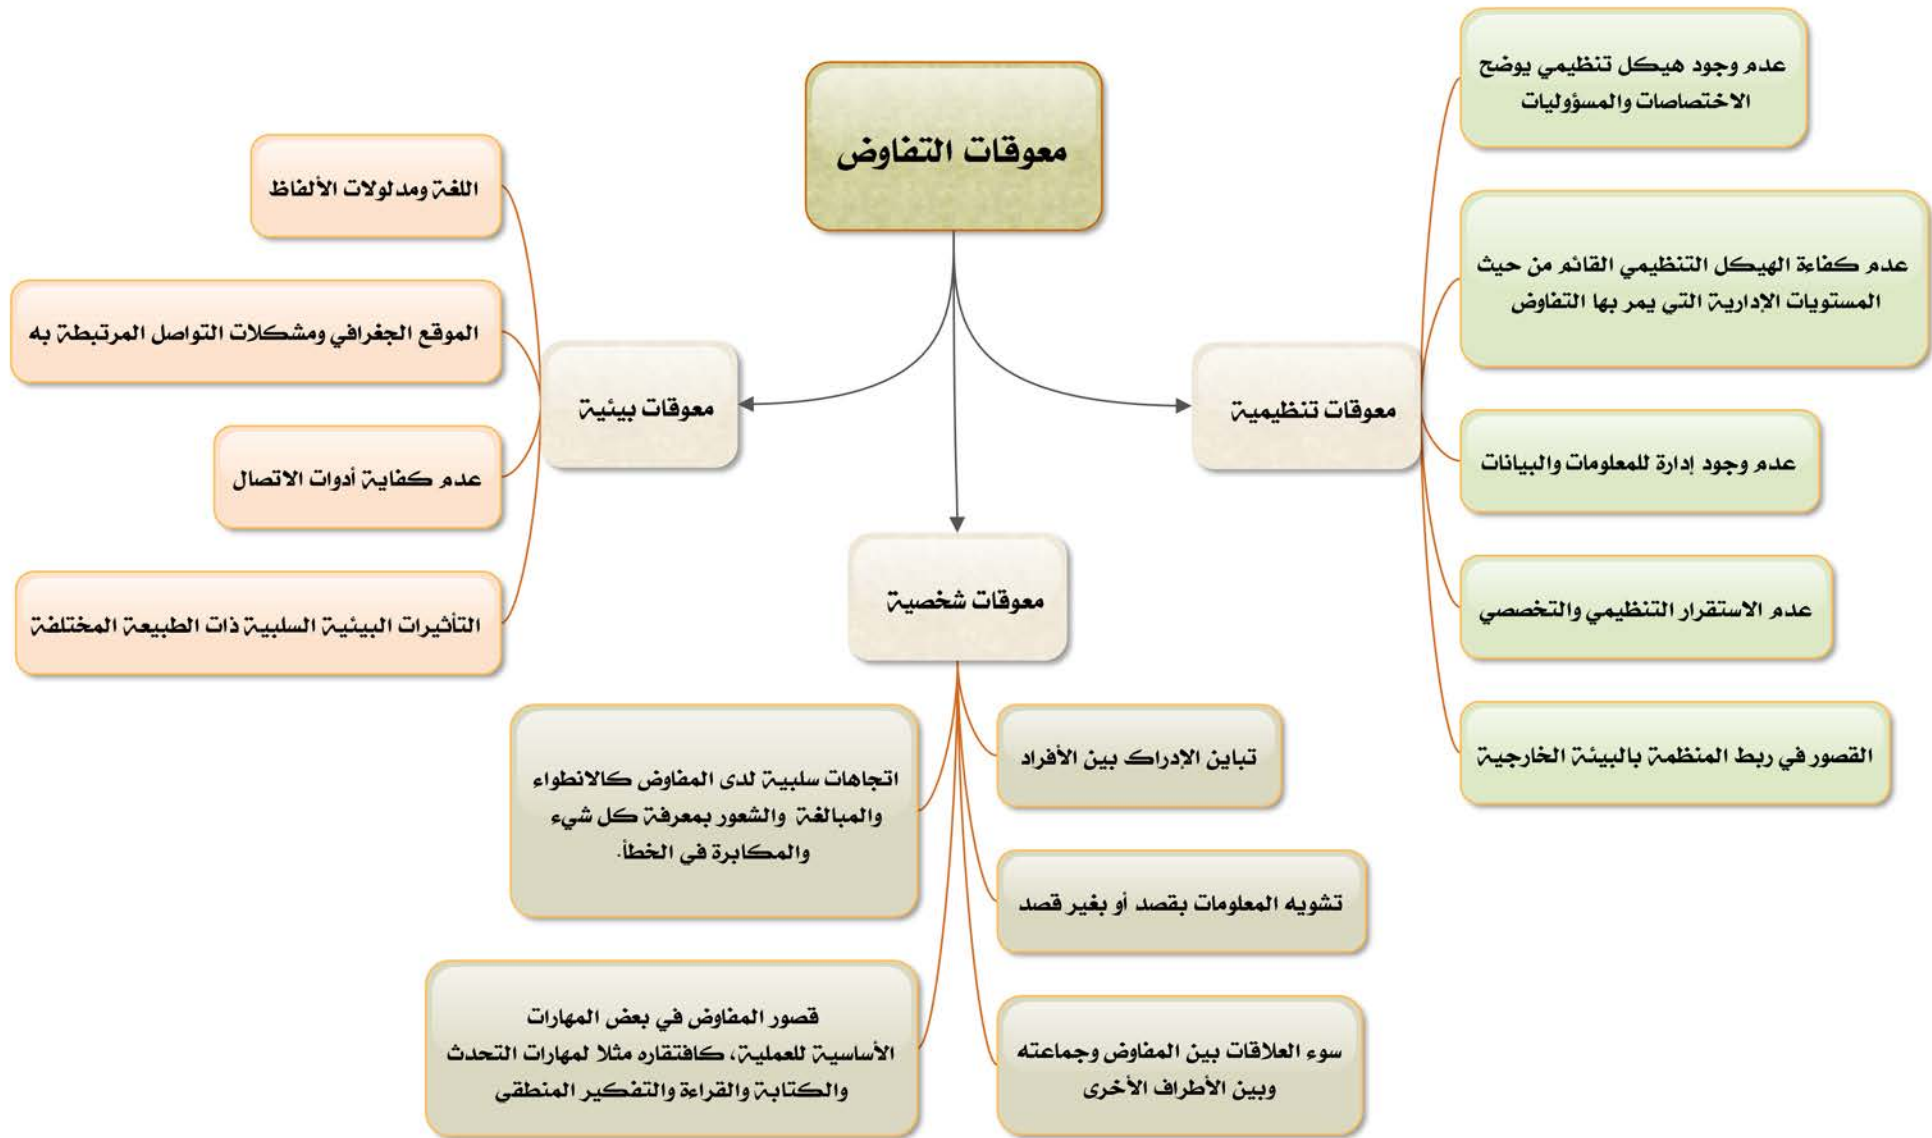 معوقات التفاوض
معوقات تنظيمية
عدم وجود هيكل تنظيمي يوضح
الاختصاصات والمسؤوليات
عدم كفاءة الهيكل التنظيمي القائم من حيث
المستويات الإدارية التي يمر بها التفاوض
عدم وجود إدارة للمعلومات والبيانات
عدم الاستقرار التنظيمي والتخصصي
القصور في ربط المنظمة بالبيئة الخارجية
معوقات شخصية
تباين الإدراك بين الأفراد
تشويه المعلومات بقصد أو بغير قصد
سوء العلاقات بين المفاوض وجماعته
وبين الأطراف الأخرى
اتجاهات سلبية لدى المفاوض كالانطواء
والمبالغة والشعور بمعرفة كل شيء
والمكابرة في الخطأ.
قصور المفاوض في بعض المهارات
الأساسية للعملية، كافتقاره مثلا لمهارات التحدث
والكتابة والقراءة والتفكير المنطقي
معوقات بيئية
اللغة ومدلولات الألفاظ
الموقع الجغرافي ومشكلات التواصل المرتبطة به
عدم كفاية أدوات الاتصال
التأثيرات البيئية السلبية ذات الطبيعة المختلفة